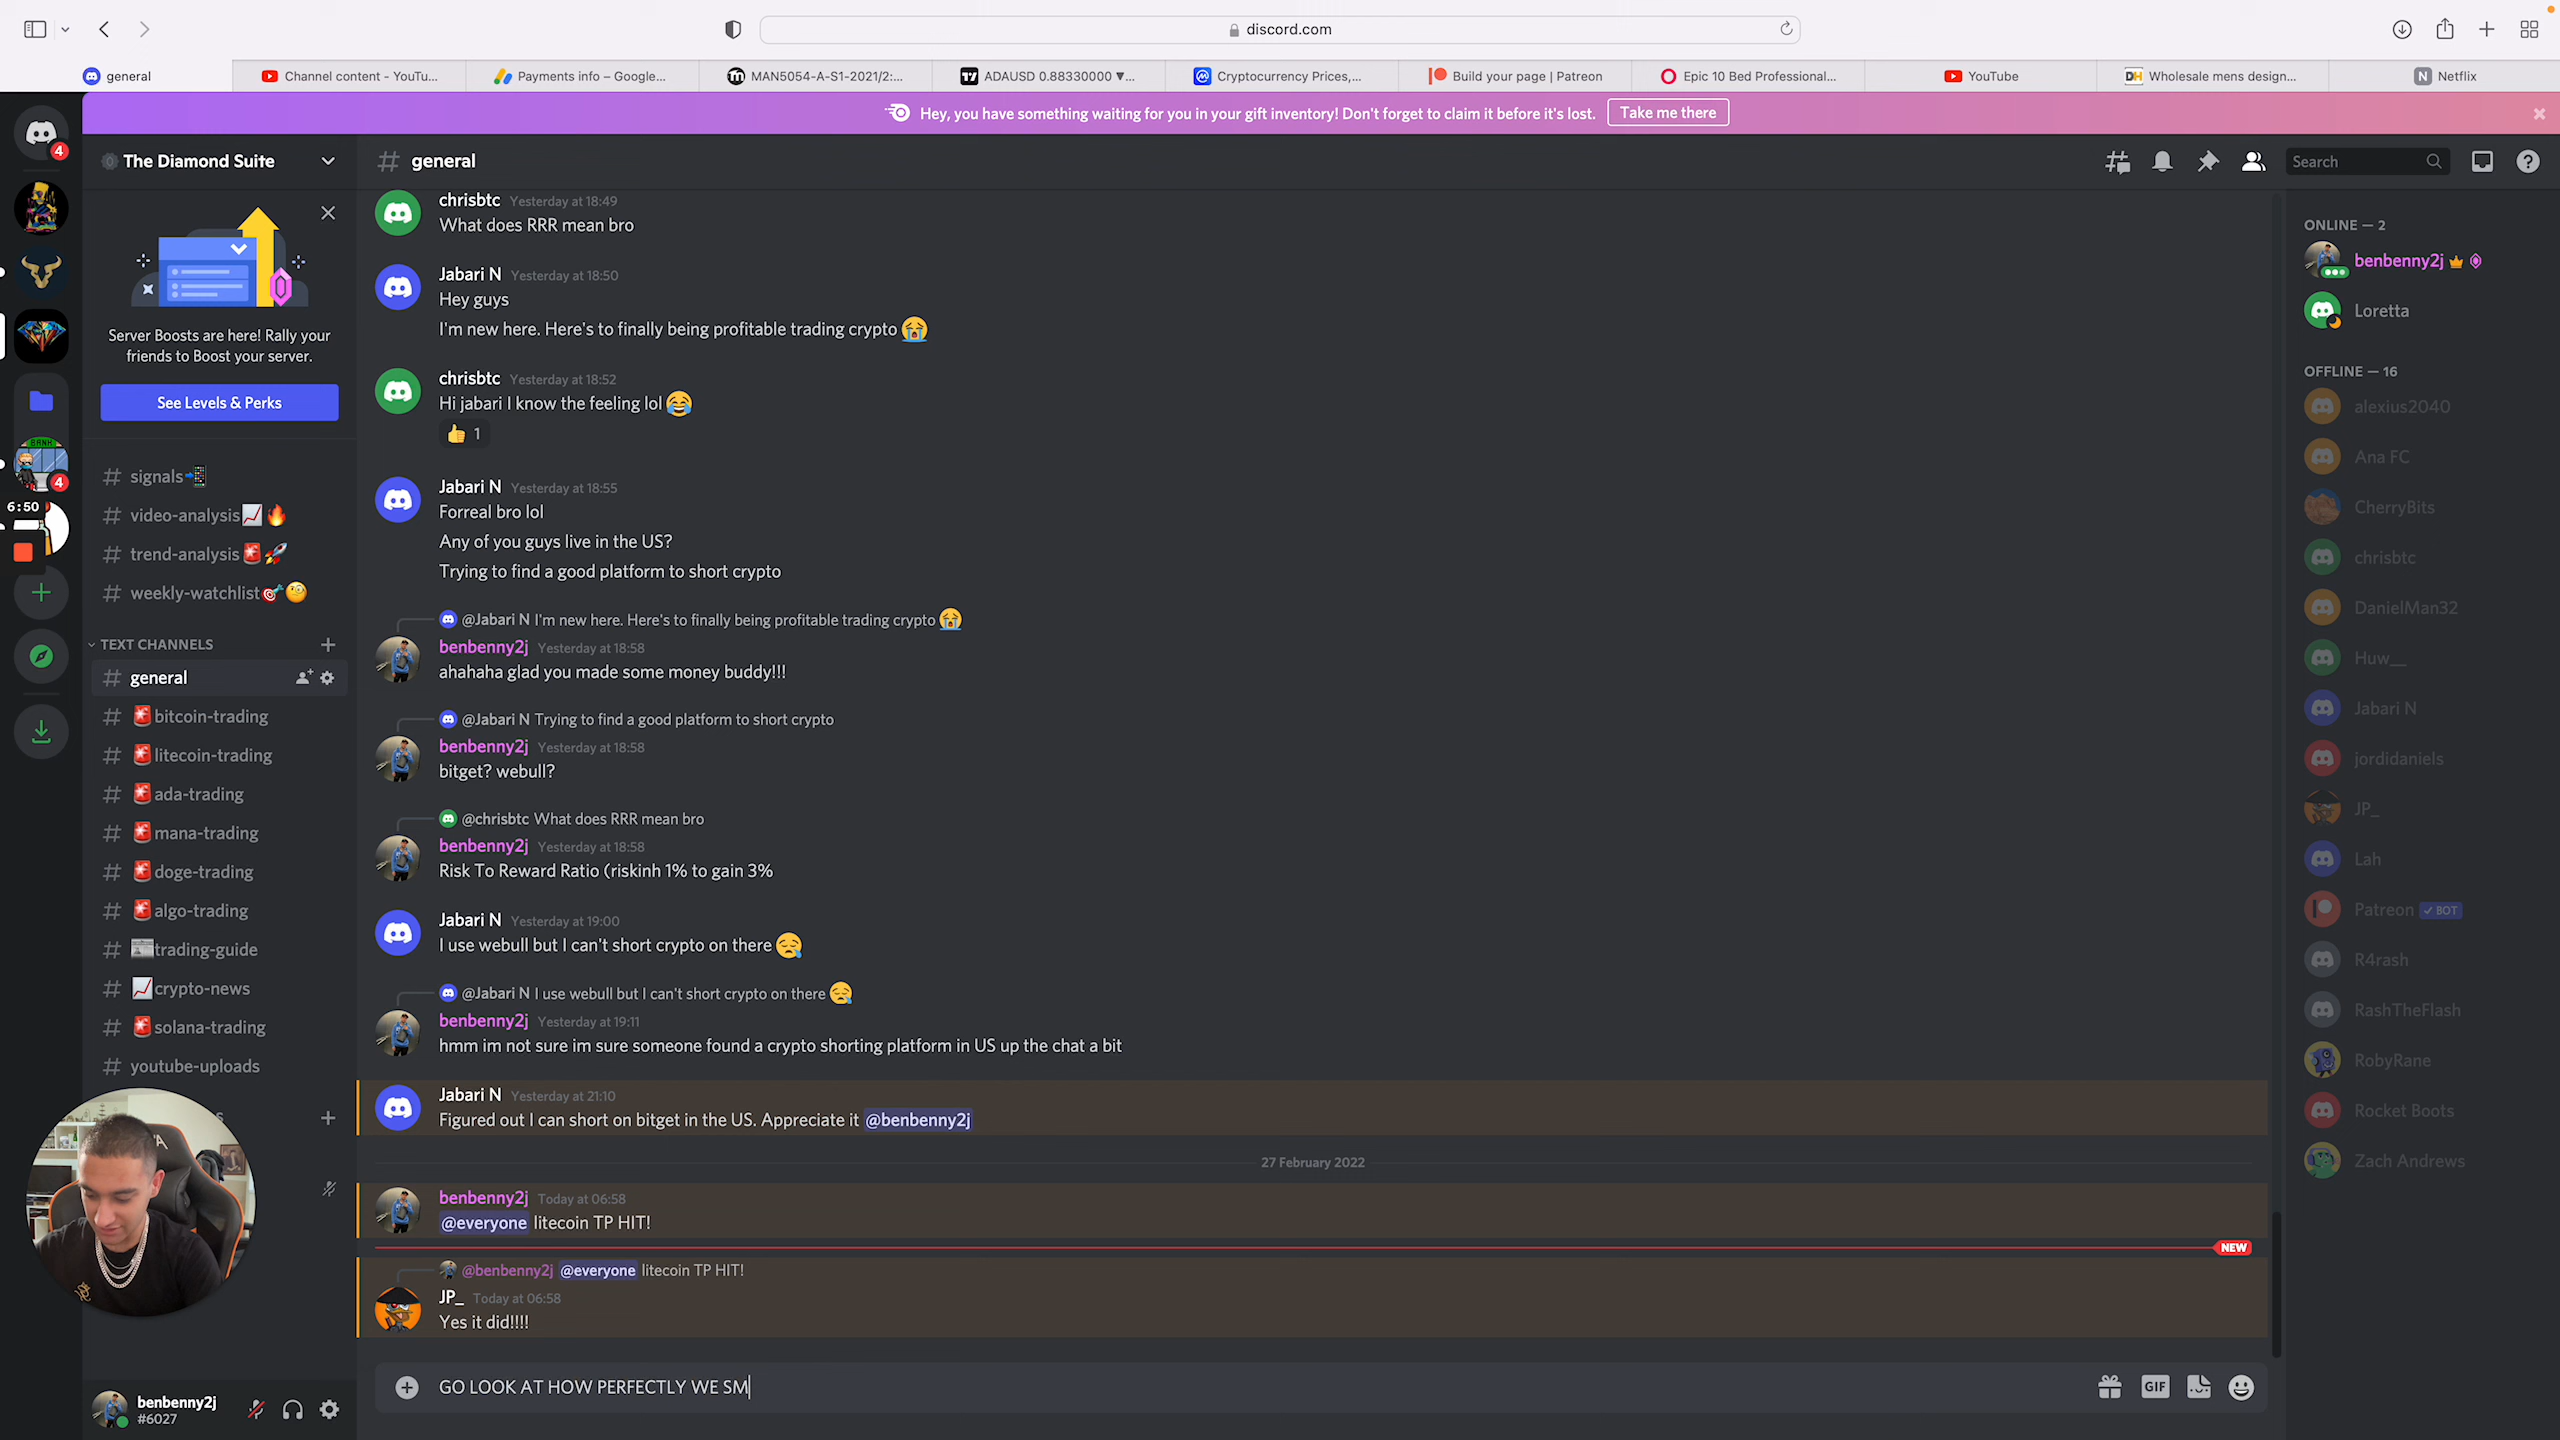 discord.com
general
Channel content - YouTu...
Payments info – Google...
MAN5054-A-S1-2021/2:...
ADAUSD 0.88330000 ▼...
Cryptocurrency Prices,...
Build your page | Patreon
Epic 10 Bed Professional...
YouTube
DH Wholesale mens design...
N Netflix
Hey, you have something waiting for you in your gift inventory! Don't forget to claim it before it's lost. Take me there
4
4
6:50
The Diamond Suite
Server Boosts are here! Rally your
friends to Boost your server.
See Levels & Perks
# signals📲
# video-analysis📈🔥
# trend-analysis🚨🚀
# weekly-watchlist🎯🧐
TEXT CHANNELS
# general
# 🚨bitcoin-trading
# 🚨litecoin-trading
# 🚨ada-trading
# 🚨mana-trading
# 🚨doge-trading
# 🚨algo-trading
# 📰trading-guide
# 📈crypto-news
# 🚨solana-trading
# youtube-uploads
benbenny2j
#6027
# general
Search
chrisbtc Yesterday at 18:49
What does RRR mean bro
Jabari N Yesterday at 18:50
Hey guys
I'm new here. Here's to finally being profitable trading crypto 😭
chrisbtc Yesterday at 18:52
Hi jabari I know the feeling lol 😂
👍 1
Jabari N Yesterday at 18:55
Forreal bro lol
Any of you guys live in the US?
Trying to find a good platform to short crypto
@Jabari N I'm new here. Here's to finally being profitable trading crypto 😭
benbenny2j Yesterday at 18:58
ahahaha glad you made some money buddy!!!
@Jabari N Trying to find a good platform to short crypto
benbenny2j Yesterday at 18:58
bitget? webull?
@chrisbtc What does RRR mean bro
benbenny2j Yesterday at 18:58
Risk To Reward Ratio (riskinh 1% to gain 3%
Jabari N Yesterday at 19:00
I use webull but I can't short crypto on there 😪
@Jabari N I use webull but I can't short crypto on there 😪
benbenny2j Yesterday at 19:11
hmm im not sure im sure someone found a crypto shorting platform in US up the chat a bit
Jabari N Yesterday at 21:10
Figured out I can short on bitget in the US. Appreciate it @benbenny2j
27 February 2022
benbenny2j Today at 06:58
@everyone litecoin TP HIT!
NEW
@benbenny2j @everyone litecoin TP HIT!
JP_ Today at 06:58
Yes it did!!!!
GO LOOK AT HOW PERFECTLY WE SM
GIF
ONLINE — 2
benbenny2j
Loretta
OFFLINE — 16
alexius2040
Ana FC
CherryBits
chrisbtc
DanielMan32
Huw__
Jabari N
jordidaniels
JP_
Lah
Patreon ✓ BOT
R4rash
RashTheFlash
RobyRane
Rocket Boots
Zach Andrews